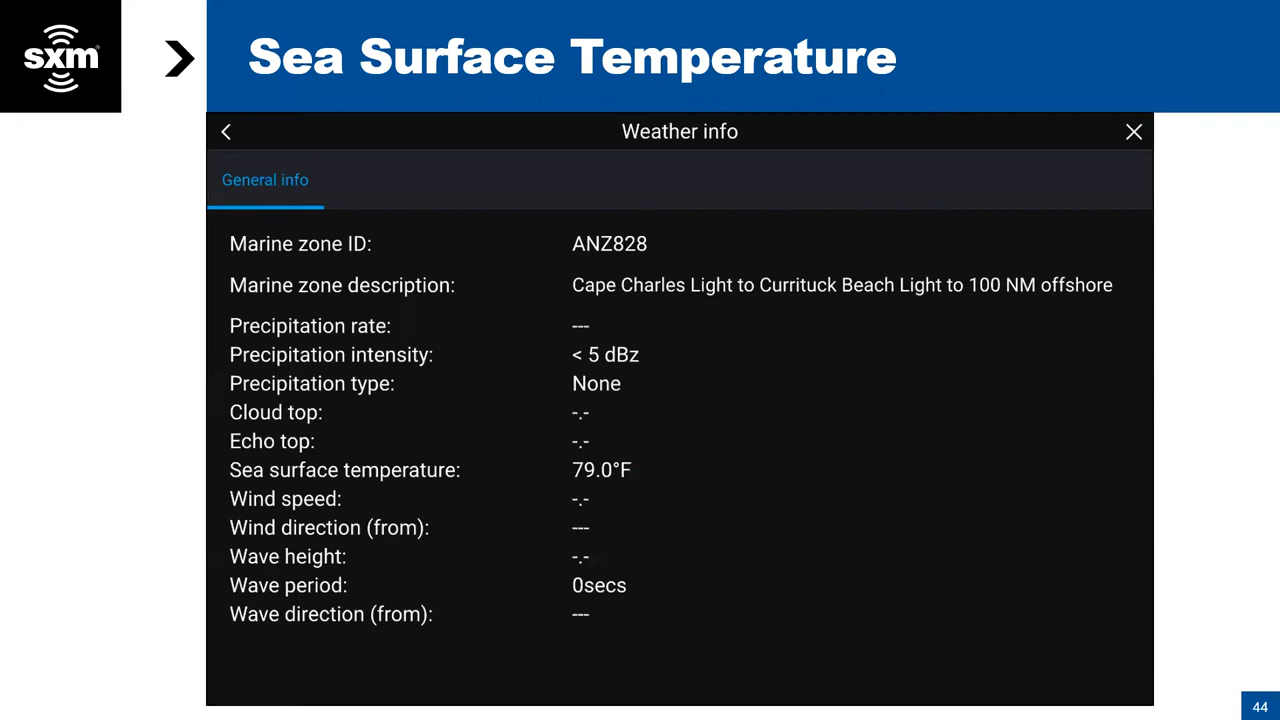 sxm
Sea Surface Temperature
Weather info
General info
Marine zone ID: ANZ828
Marine zone description: Cape Charles Light to Currituck Beach Light to 100 NM offshore
Precipitation rate: ---
Precipitation intensity: < 5 dBz
Precipitation type: None
Cloud top: -.-
Echo top: -.-
Sea surface temperature: 79.0°F
Wind speed: -.-
Wind direction (from): ---
Wave height: -.-
Wave period: 0secs
Wave direction (from): ---
44